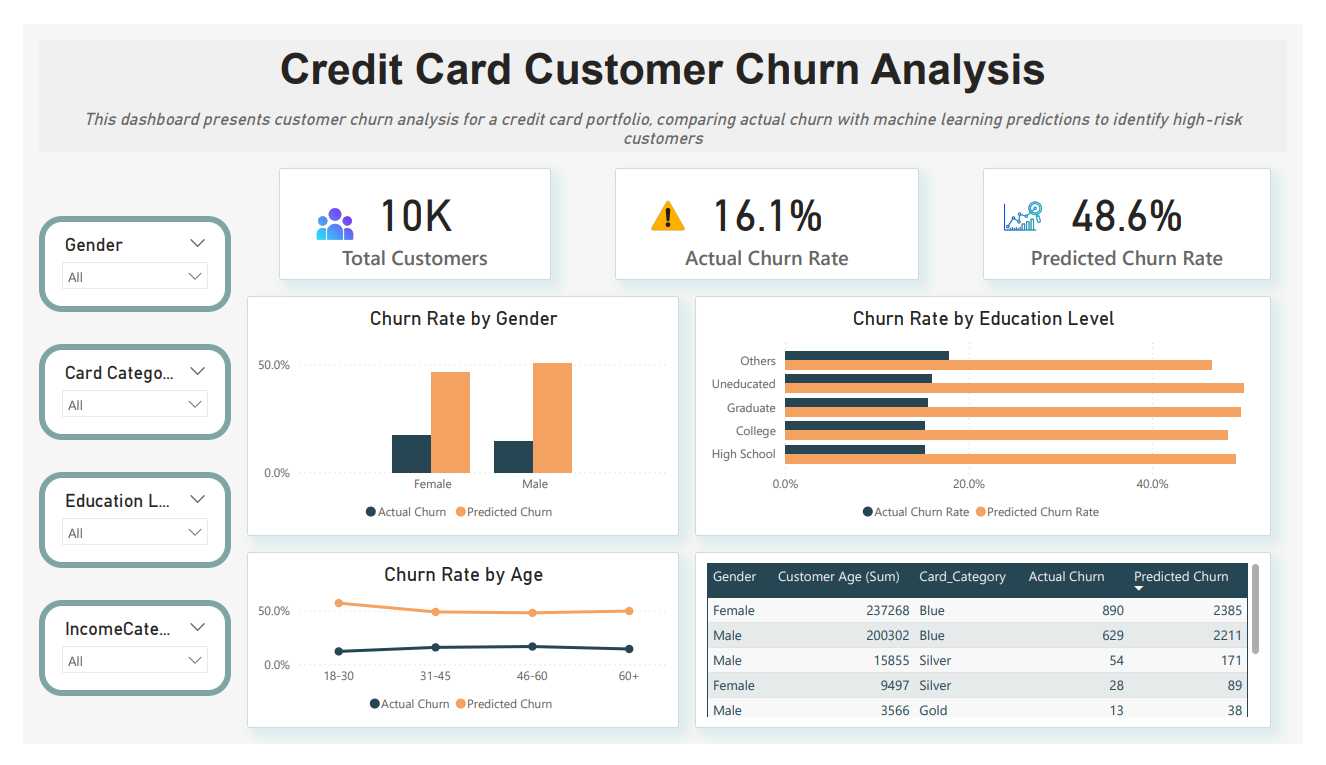 Credit Card Customer Churn Analysis
This dashboard presents customer churn analysis for a credit card portfolio, comparing actual churn with machine learning predictions to identify high-risk
customers
10K
Total Customers
16.1%
Actual Churn Rate
48.6%
Predicted Churn Rate
Gender
All
Card Catego...
All
Education L...
All
IncomeCate...
All
Churn Rate by Gender
50.0%
0.0%
Female Male
Actual Churn Predicted Churn
Churn Rate by Education Level
Others
Uneducated
Graduate
College
High School
0.0% 20.0% 40.0%
Actual Churn Rate Predicted Churn Rate
Churn Rate by Age
50.0%
0.0%
18-30 31-45 46-60 60+
Actual Churn Predicted Churn
Gender Customer Age (Sum) Card_Category Actual Churn Predicted Churn
Female 237268 Blue 890 2385
Male 200302 Blue 629 2211
Male 15855 Silver 54 171
Female 9497 Silver 28 89
Male 3566 Gold 13 38